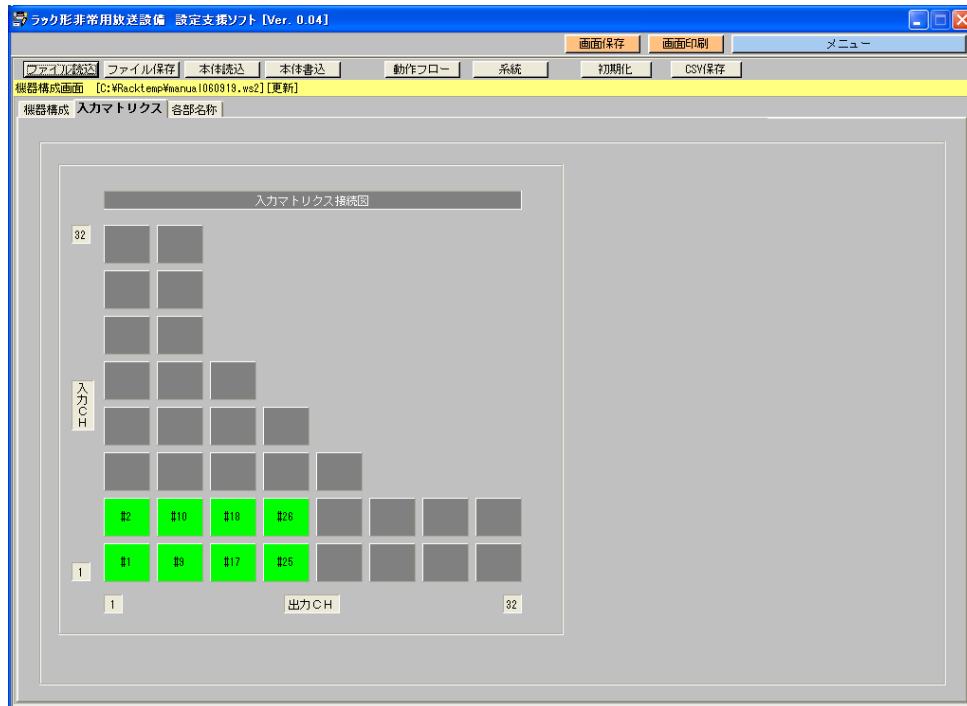 ラック形非常用放送設備 設定支援ソフト [Ver. 0.04]
画面保存 画面印刷 メニュー
ファイル読込 ファイル保存 本体読込 本体書込 動作フロー 系統 初期化 CSV保存
機器構成画面 [C:¥Racktemp¥manual060919.ws2][更新]
機器構成 入力マトリクス 各部名称
入力マトリクス接続図
32
入力CH
#2 #10 #18 #26
#1 #9 #17 #25
1
1 出力CH 32